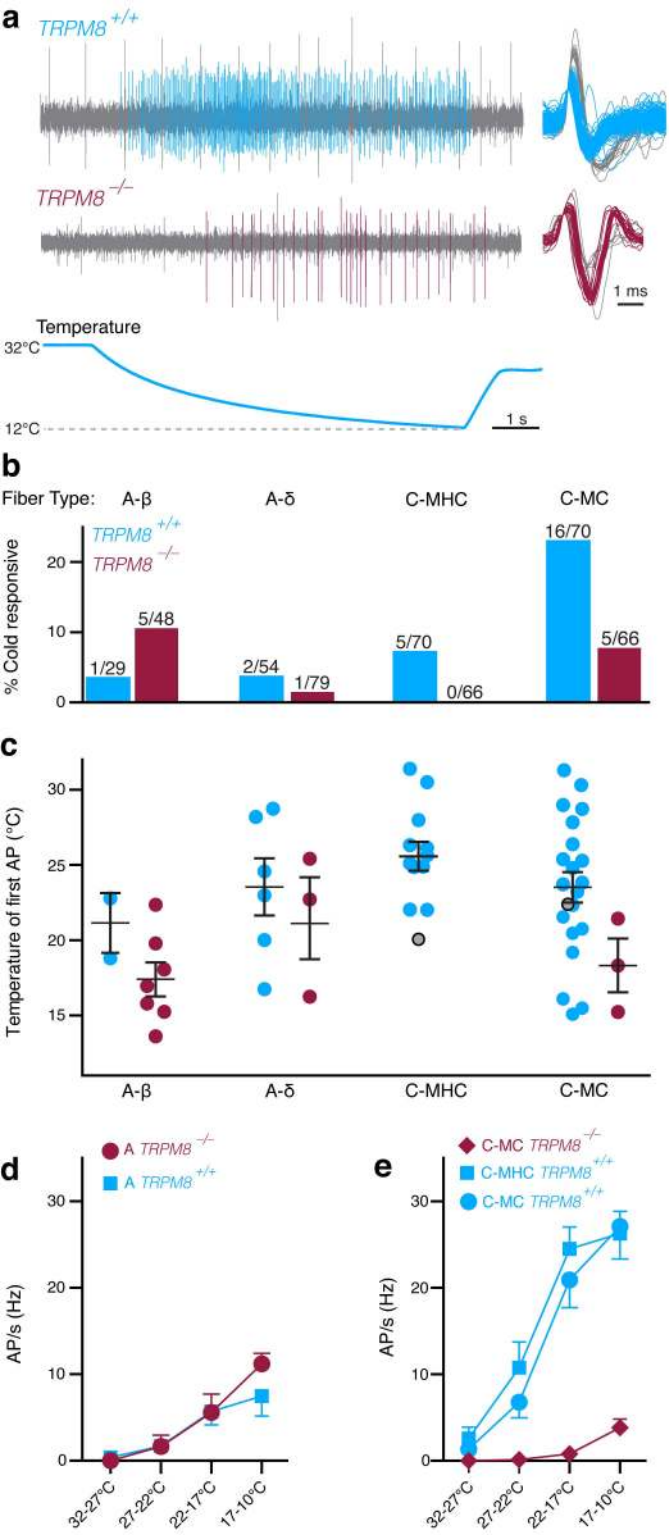 a
TRPM8 +/+
TRPM8 −/−
1 ms
Temperature
32°C
12°C
1 s
b
Fiber Type: A-β A-δ C-MHC C-MC
% Cold responsive
TRPM8 +/+
TRPM8 −/−
20
10
0
1/29
5/48
2/54
1/79
5/70
0/66
16/70
5/66
c
Temperature of first AP (°C)
30
25
20
15
A-β A-δ C-MHC C-MC
d
A TRPM8 −/−
A TRPM8 +/+
AP/s (Hz)
30
20
10
0
32-27°C
27-22°C
22-17°C
17-10°C
e
C-MC TRPM8 −/−
C-MHC TRPM8 +/+
C-MC TRPM8 +/+
AP/s (Hz)
30
20
10
0
32-27°C
27-22°C
22-17°C
17-10°C